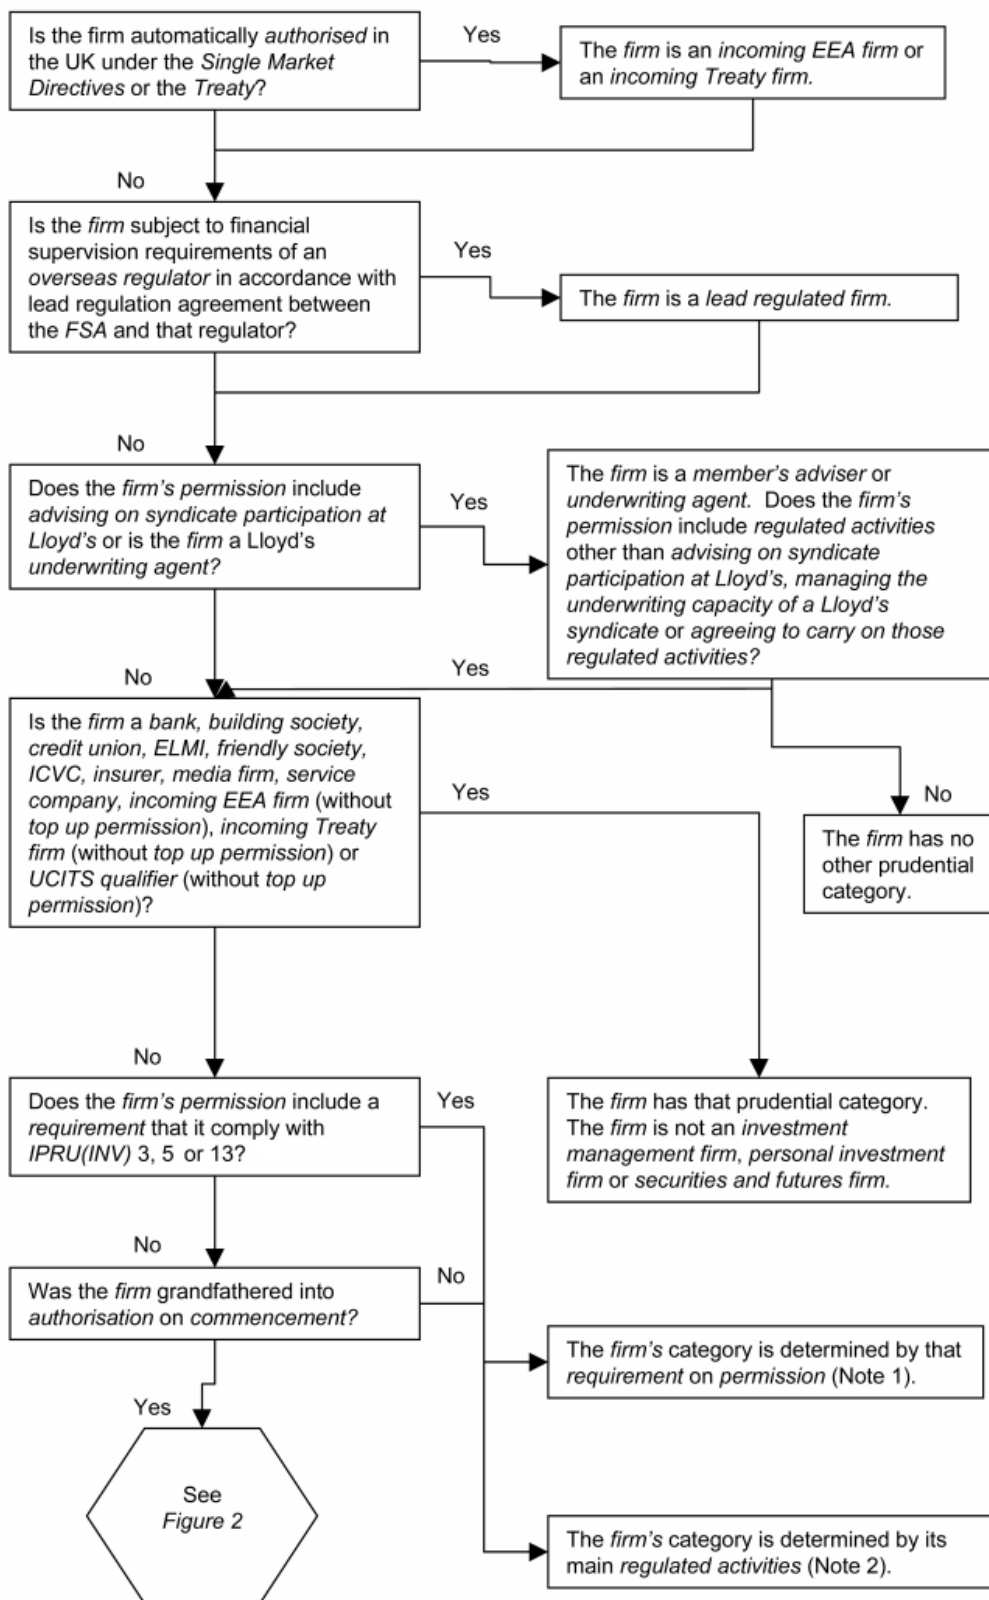 Is the firm automatically authorised in
the UK under the Single Market
Directives or the Treaty?
Yes
The firm is an incoming EEA firm or
an incoming Treaty firm.
No
Is the firm subject to financial
supervision requirements of an
overseas regulator in accordance with
lead regulation agreement between
the FSA and that regulator?
Yes
The firm is a lead regulated firm.
No
Does the firm's permission include
advising on syndicate participation at
Lloyd's or is the firm a Lloyd's
underwriting agent?
Yes
The firm is a member's adviser or
underwriting agent. Does the firm's
permission include regulated activities
other than advising on syndicate
participation at Lloyd's, managing the
underwriting capacity of a Lloyd's
syndicate or agreeing to carry on those
regulated activities?
No
Yes
Is the firm a bank, building society,
credit union, ELMI, friendly society,
ICVC, insurer, media firm, service
company, incoming EEA firm (without
top up permission), incoming Treaty
firm (without top up permission) or
UCITS qualifier (without top up
permission)?
Yes
No
The firm has no
other prudential
category.
No
Does the firm's permission include a
requirement that it comply with
IPRU(INV) 3, 5 or 13?
Yes
The firm has that prudential category.
The firm is not an investment
management firm, personal investment
firm or securities and futures firm.
No
Was the firm grandfathered into
authorisation on commencement?
No
The firm's category is determined by that
requirement on permission (Note 1).
Yes
See
Figure 2
The firm's category is determined by its
main regulated activities (Note 2).